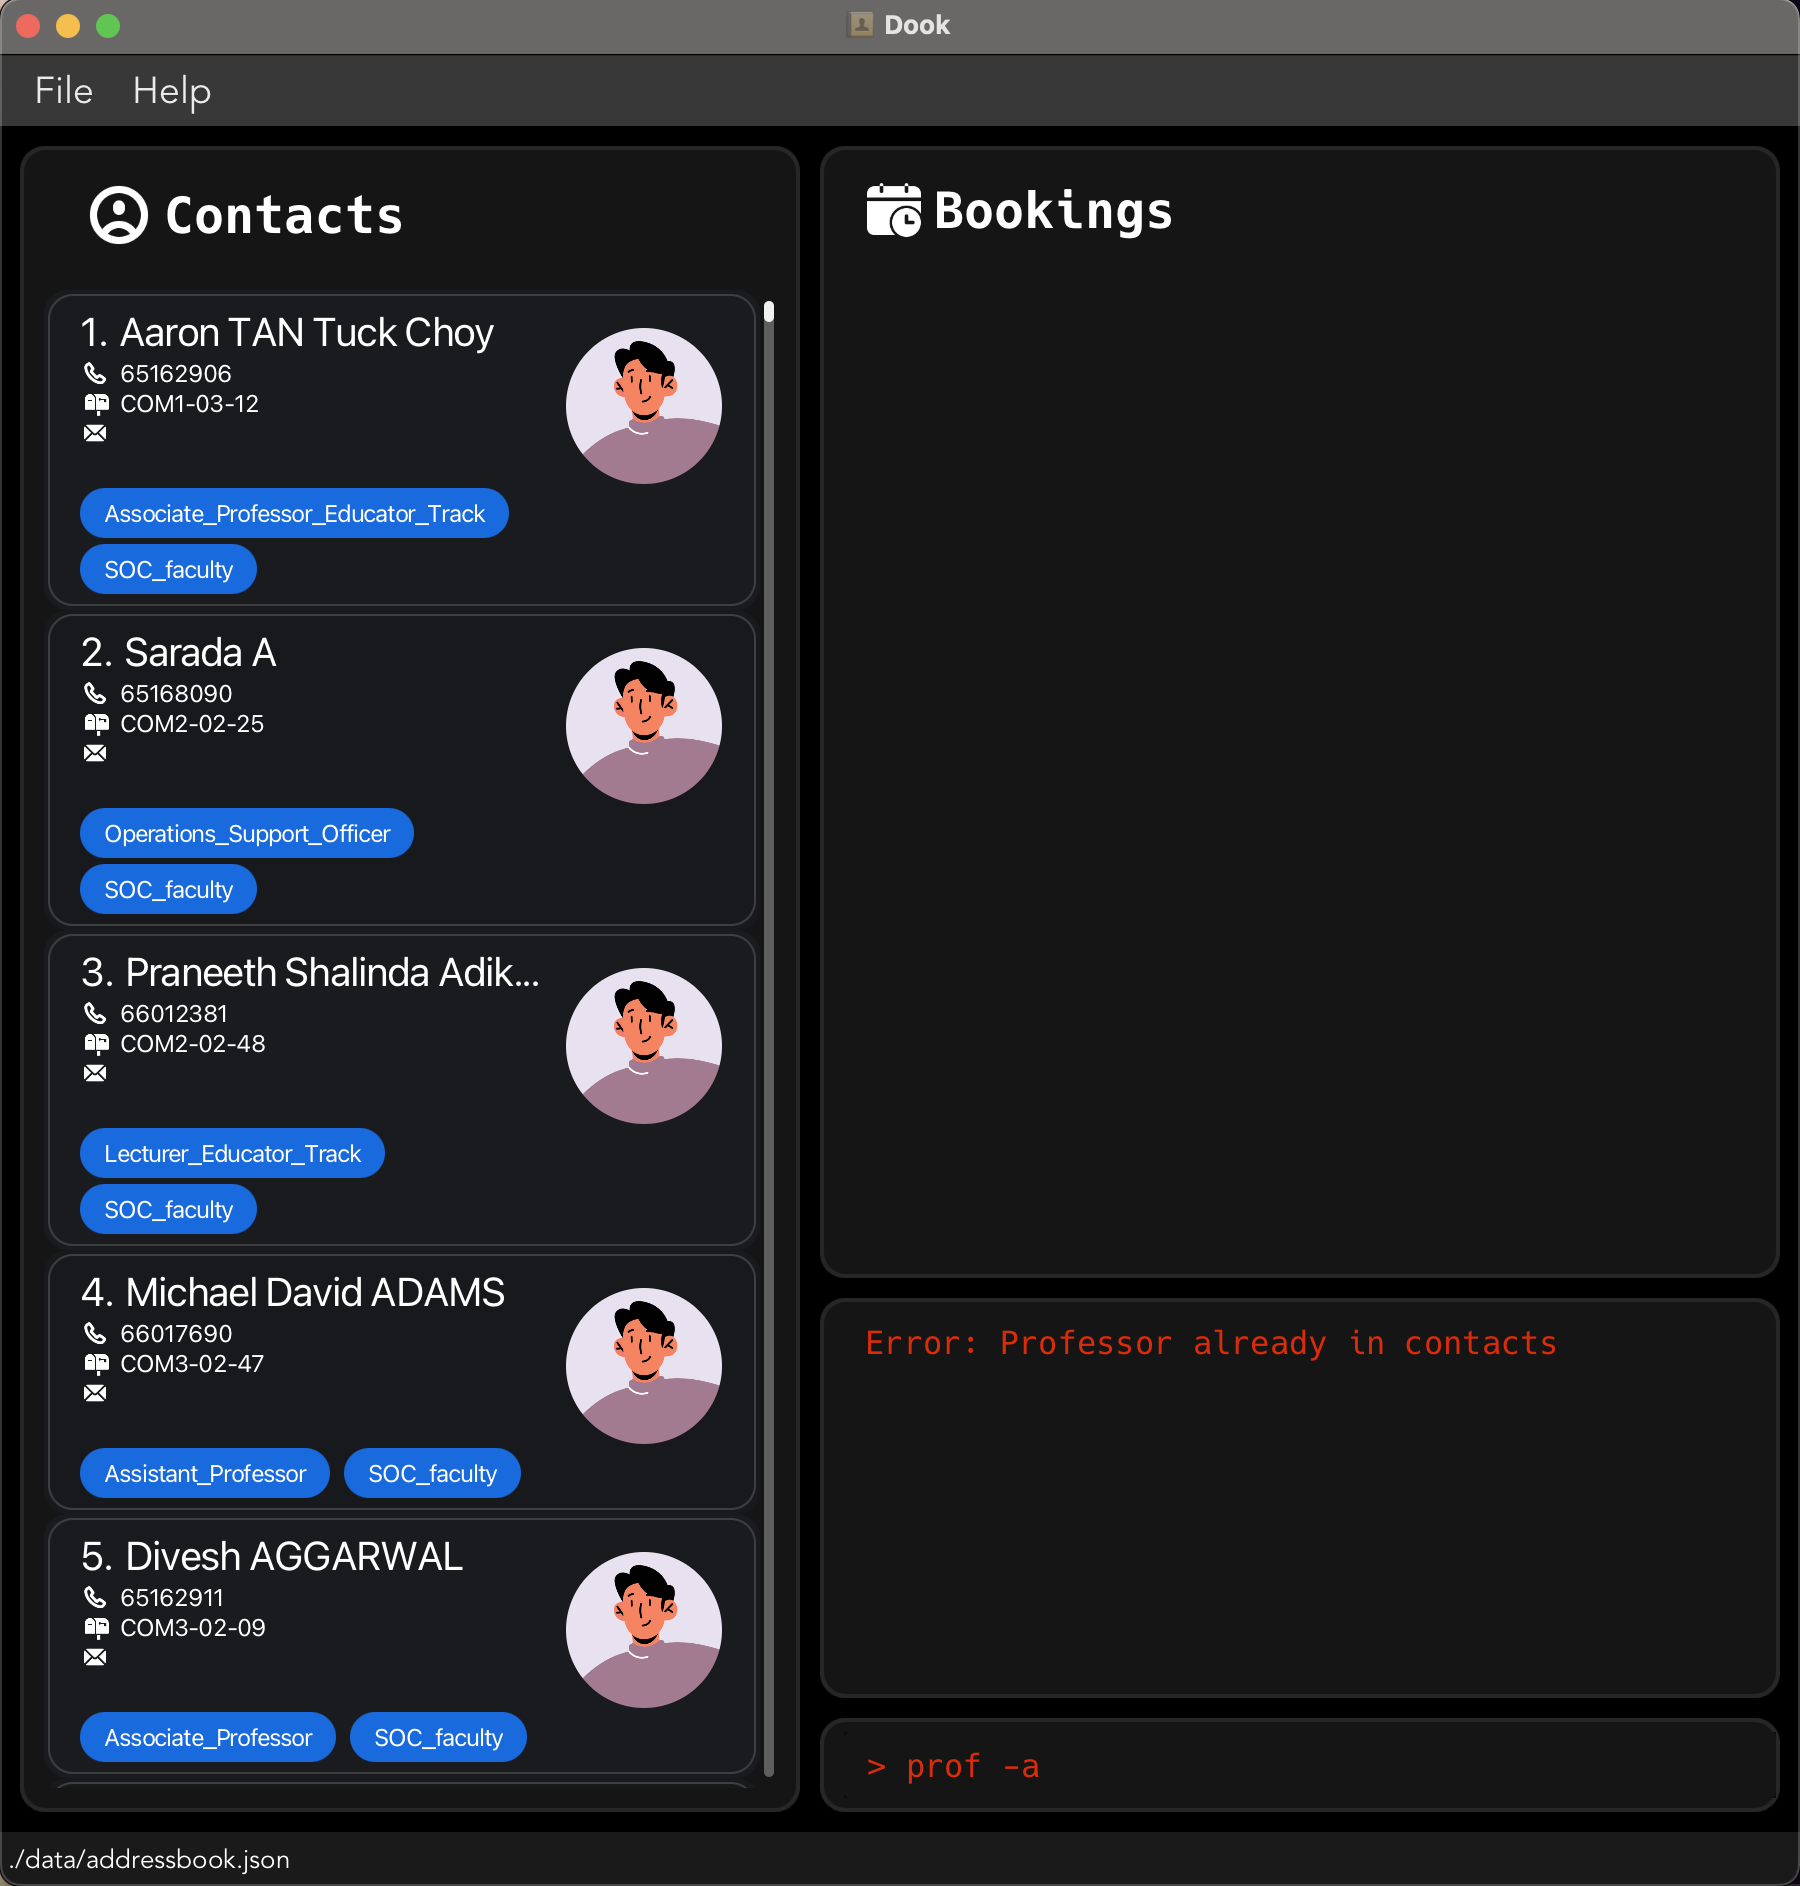 Dook
File Help
Contacts
1. Aaron TAN Tuck Choy
65162906
COM1-03-12
Associate_Professor_Educator_Track
SOC_faculty
2. Sarada A
65168090
COM2-02-25
Operations_Support_Officer
SOC_faculty
3. Praneeth Shalinda Adik...
66012381
COM2-02-48
Lecturer_Educator_Track
SOC_faculty
4. Michael David ADAMS
66017690
COM3-02-47
Assistant_Professor SOC_faculty
5. Divesh AGGARWAL
65162911
COM3-02-09
Associate_Professor SOC_faculty
Bookings
Error: Professor already in contacts
> prof -a
./data/addressbook.json